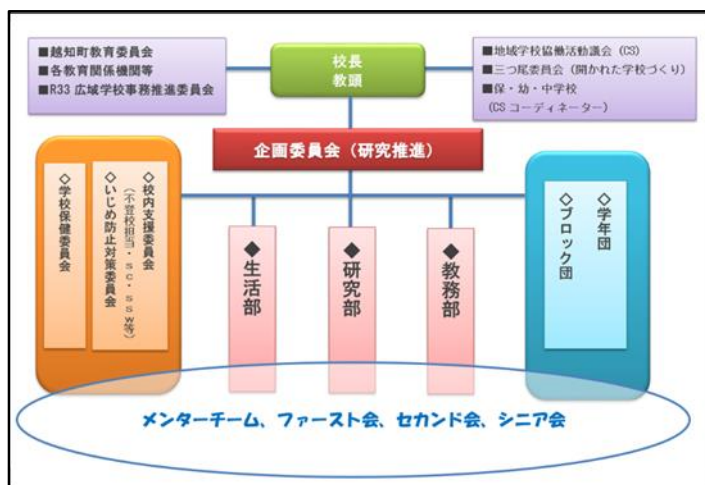 ■越知町教育委員会
■各教育関係機関等
■R33 広域学校事務推進委員会
校長
教頭
■地域学校協働活動議会（CS）
■三つ尾委員会（開かれた学校づくり）
■保・幼・中学校
（CS コーディネーター）
企画委員会（研究推進）
◇校内支援委員会
（不登校担当・ｓｃ・ｓｓｗ等）
◇いじめ防止対策委員会
◇学校保健委員会
◆生活部
◆研究部
◆教務部
◇学年団
◇ブロック団
メンターチーム、ファースト会、セカンド会、シニア会